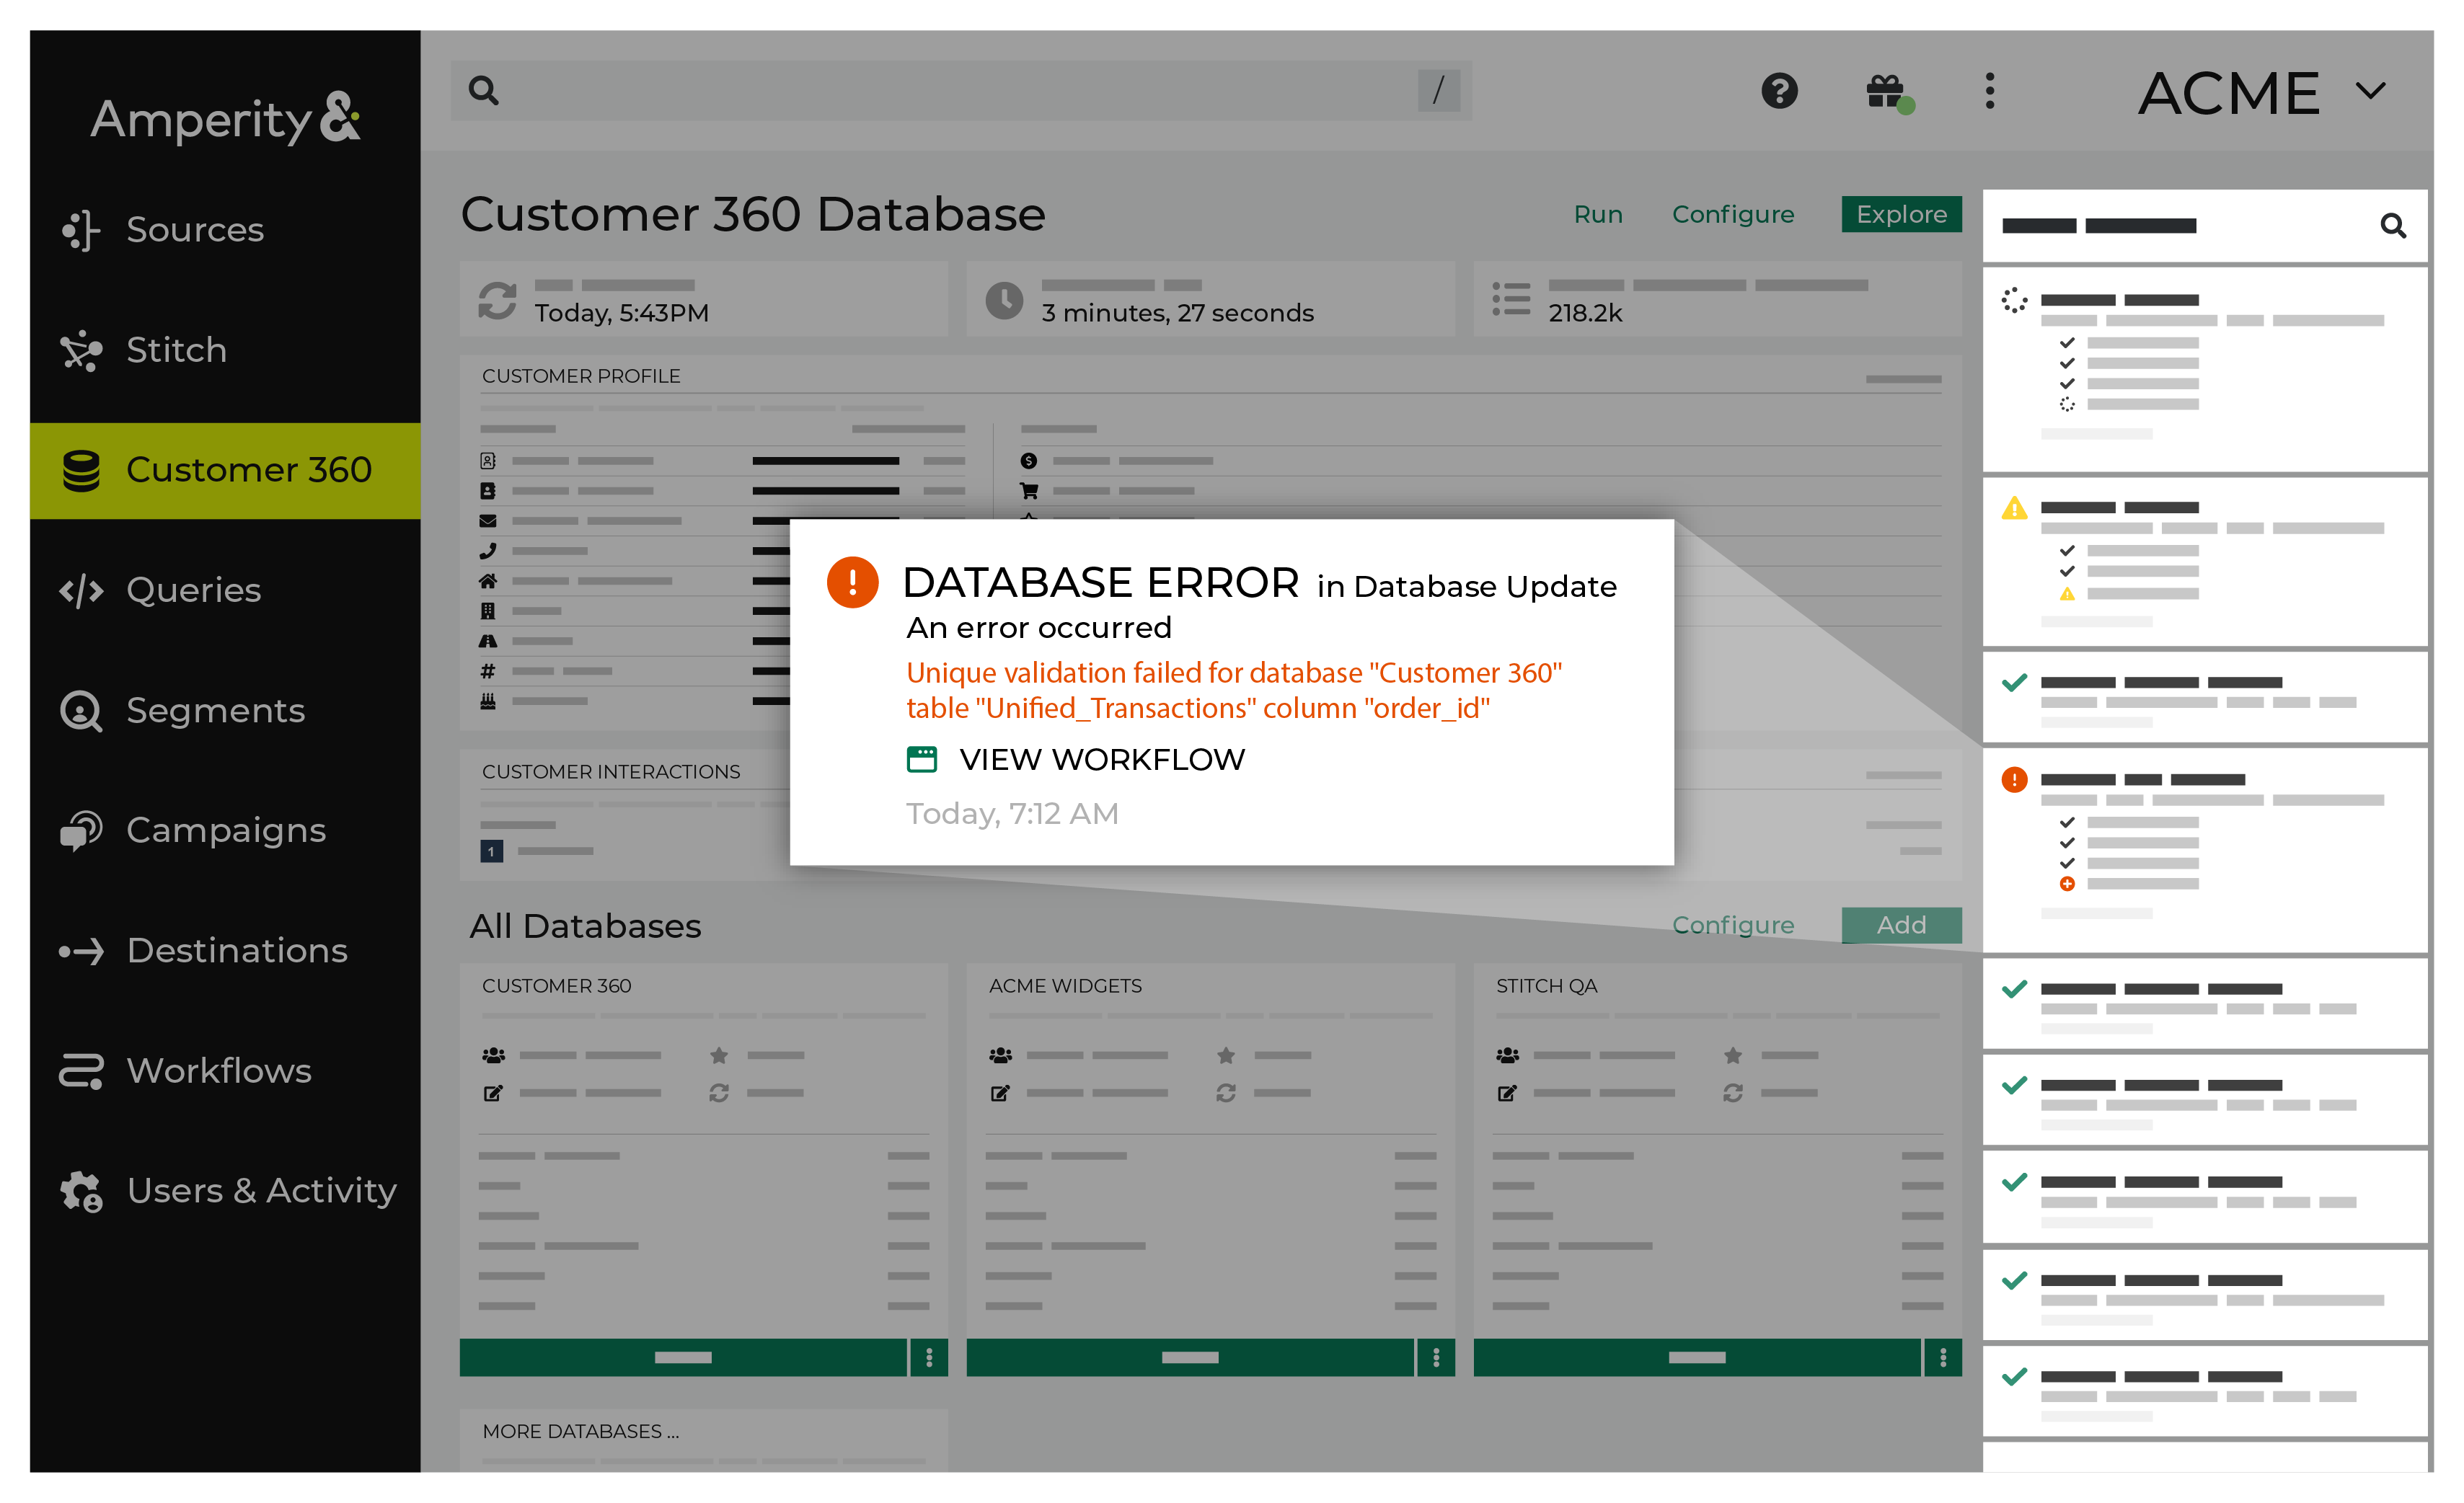 Amperity&
Sources
Stitch
Customer 360
Queries
Segments
Campaigns
Destinations
Workflows
Users & Activity
/
?
ACME
Customer 360 Database
Run
Configure
Explore
Today, 5:43PM
3 minutes, 27 seconds
218.2k
CUSTOMER PROFILE
DATABASE ERROR in Database Update
An error occurred
Unique validation failed for database "Customer 360"
table "Unified_Transactions" column "order_id"
VIEW WORKFLOW
Today, 7:12 AM
CUSTOMER INTERACTIONS
1
All Databases
Configure
Add
CUSTOMER 360
ACME WIDGETS
STITCH QA
MORE DATABASES ...